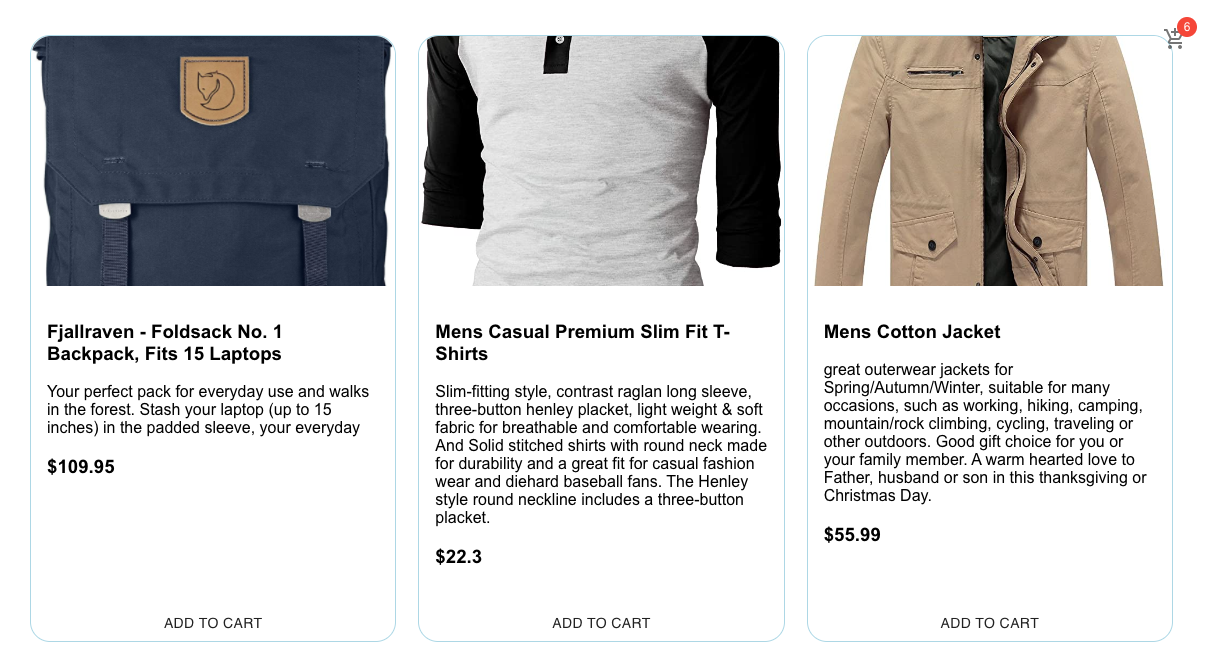 6
Fjallraven - Foldsack No. 1
Backpack, Fits 15 Laptops
Your perfect pack for everyday use and walks
in the forest. Stash your laptop (up to 15
inches) in the padded sleeve, your everyday
$109.95
ADD TO CART
Mens Casual Premium Slim Fit T-
Shirts
Slim-fitting style, contrast raglan long sleeve,
three-button henley placket, light weight & soft
fabric for breathable and comfortable wearing.
And Solid stitched shirts with round neck made
for durability and a great fit for casual fashion
wear and diehard baseball fans. The Henley
style round neckline includes a three-button
placket.
$22.3
ADD TO CART
Mens Cotton Jacket
great outerwear jackets for
Spring/Autumn/Winter, suitable for many
occasions, such as working, hiking, camping,
mountain/rock climbing, cycling, traveling or
other outdoors. Good gift choice for you or
your family member. A warm hearted love to
Father, husband or son in this thanksgiving or
Christmas Day.
$55.99
ADD TO CART